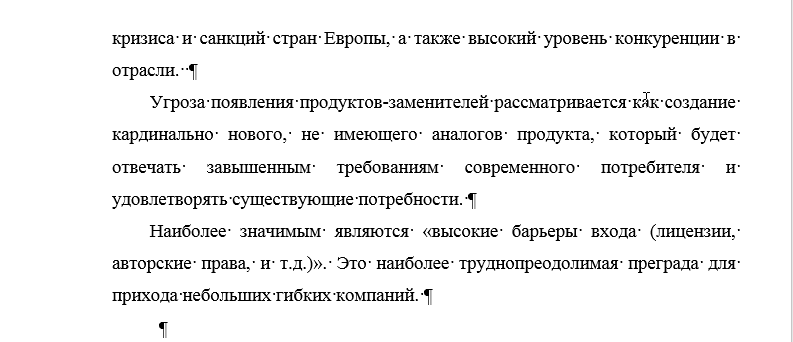 кризиса и санкций стран Европы, а также высокий уровень конкуренции в
отрасли. ¶
Угроза появления продуктов-заменителей рассматривается как создание
кардинально нового, не имеющего аналогов продукта, который будет
отвечать завышенным требованиям современного потребителя и
удовлетворять существующие потребности. ¶
Наиболее значимым являются «высокие барьеры входа (лицензии,
авторские права, и т.д.)». Это наиболее труднопреодолимая преграда для
прихода небольших гибких компаний. ¶
¶